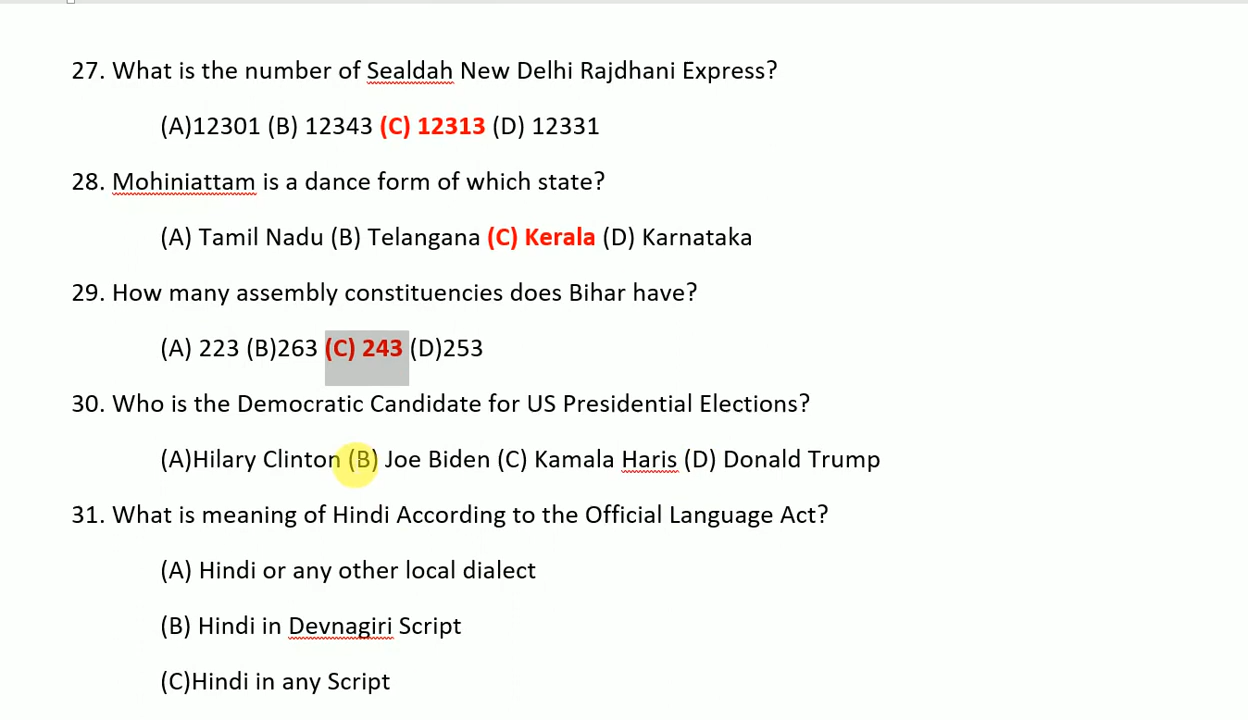 27. What is the number of Sealdah New Delhi Rajdhani Express?
(A)12301 (B) 12343 (C) 12313 (D) 12331
28. Mohiniattam is a dance form of which state?
(A) Tamil Nadu (B) Telangana (C) Kerala (D) Karnataka
29. How many assembly constituencies does Bihar have?
(A) 223 (B)263 (C) 243 (D)253
30. Who is the Democratic Candidate for US Presidential Elections?
(A)Hilary Clinton (B) Joe Biden (C) Kamala Haris (D) Donald Trump
31. What is meaning of Hindi According to the Official Language Act?
(A) Hindi or any other local dialect
(B) Hindi in Devnagiri Script
(C)Hindi in any Script